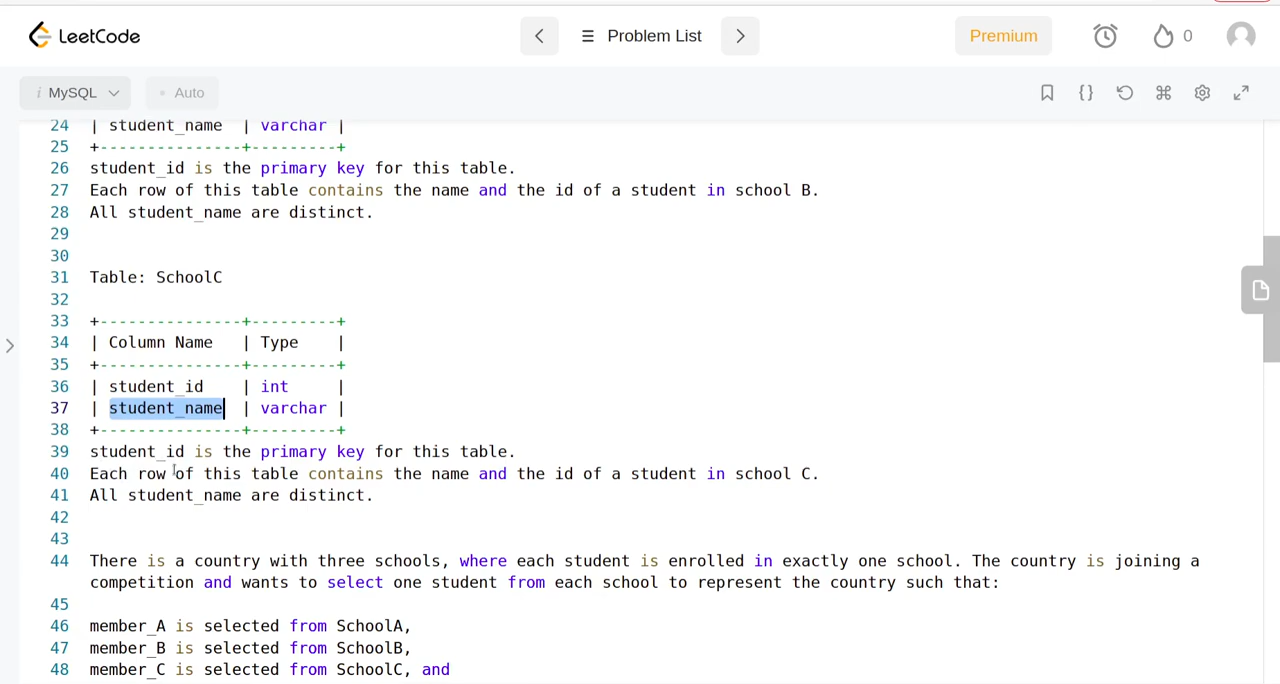 LeetCode
Problem List
Premium
0
i MySQL
Auto
24 | student_name  | varchar |
25 +---------------+---------+
26 student_id is the primary key for this table.
27 Each row of this table contains the name and the id of a student in school B.
28 All student_name are distinct.
29
30
31 Table: SchoolC
32
33 +---------------+---------+
34 | Column Name   | Type    |
35 +---------------+---------+
36 | student_id    | int     |
37 | student_name  | varchar |
38 +---------------+---------+
39 student_id is the primary key for this table.
40 Each row of this table contains the name and the id of a student in school C.
41 All student_name are distinct.
42
43
44 There is a country with three schools, where each student is enrolled in exactly one school. The country is joining a
competition and wants to select one student from each school to represent the country such that:
45
46 member_A is selected from SchoolA,
47 member_B is selected from SchoolB,
48 member_C is selected from SchoolC, and